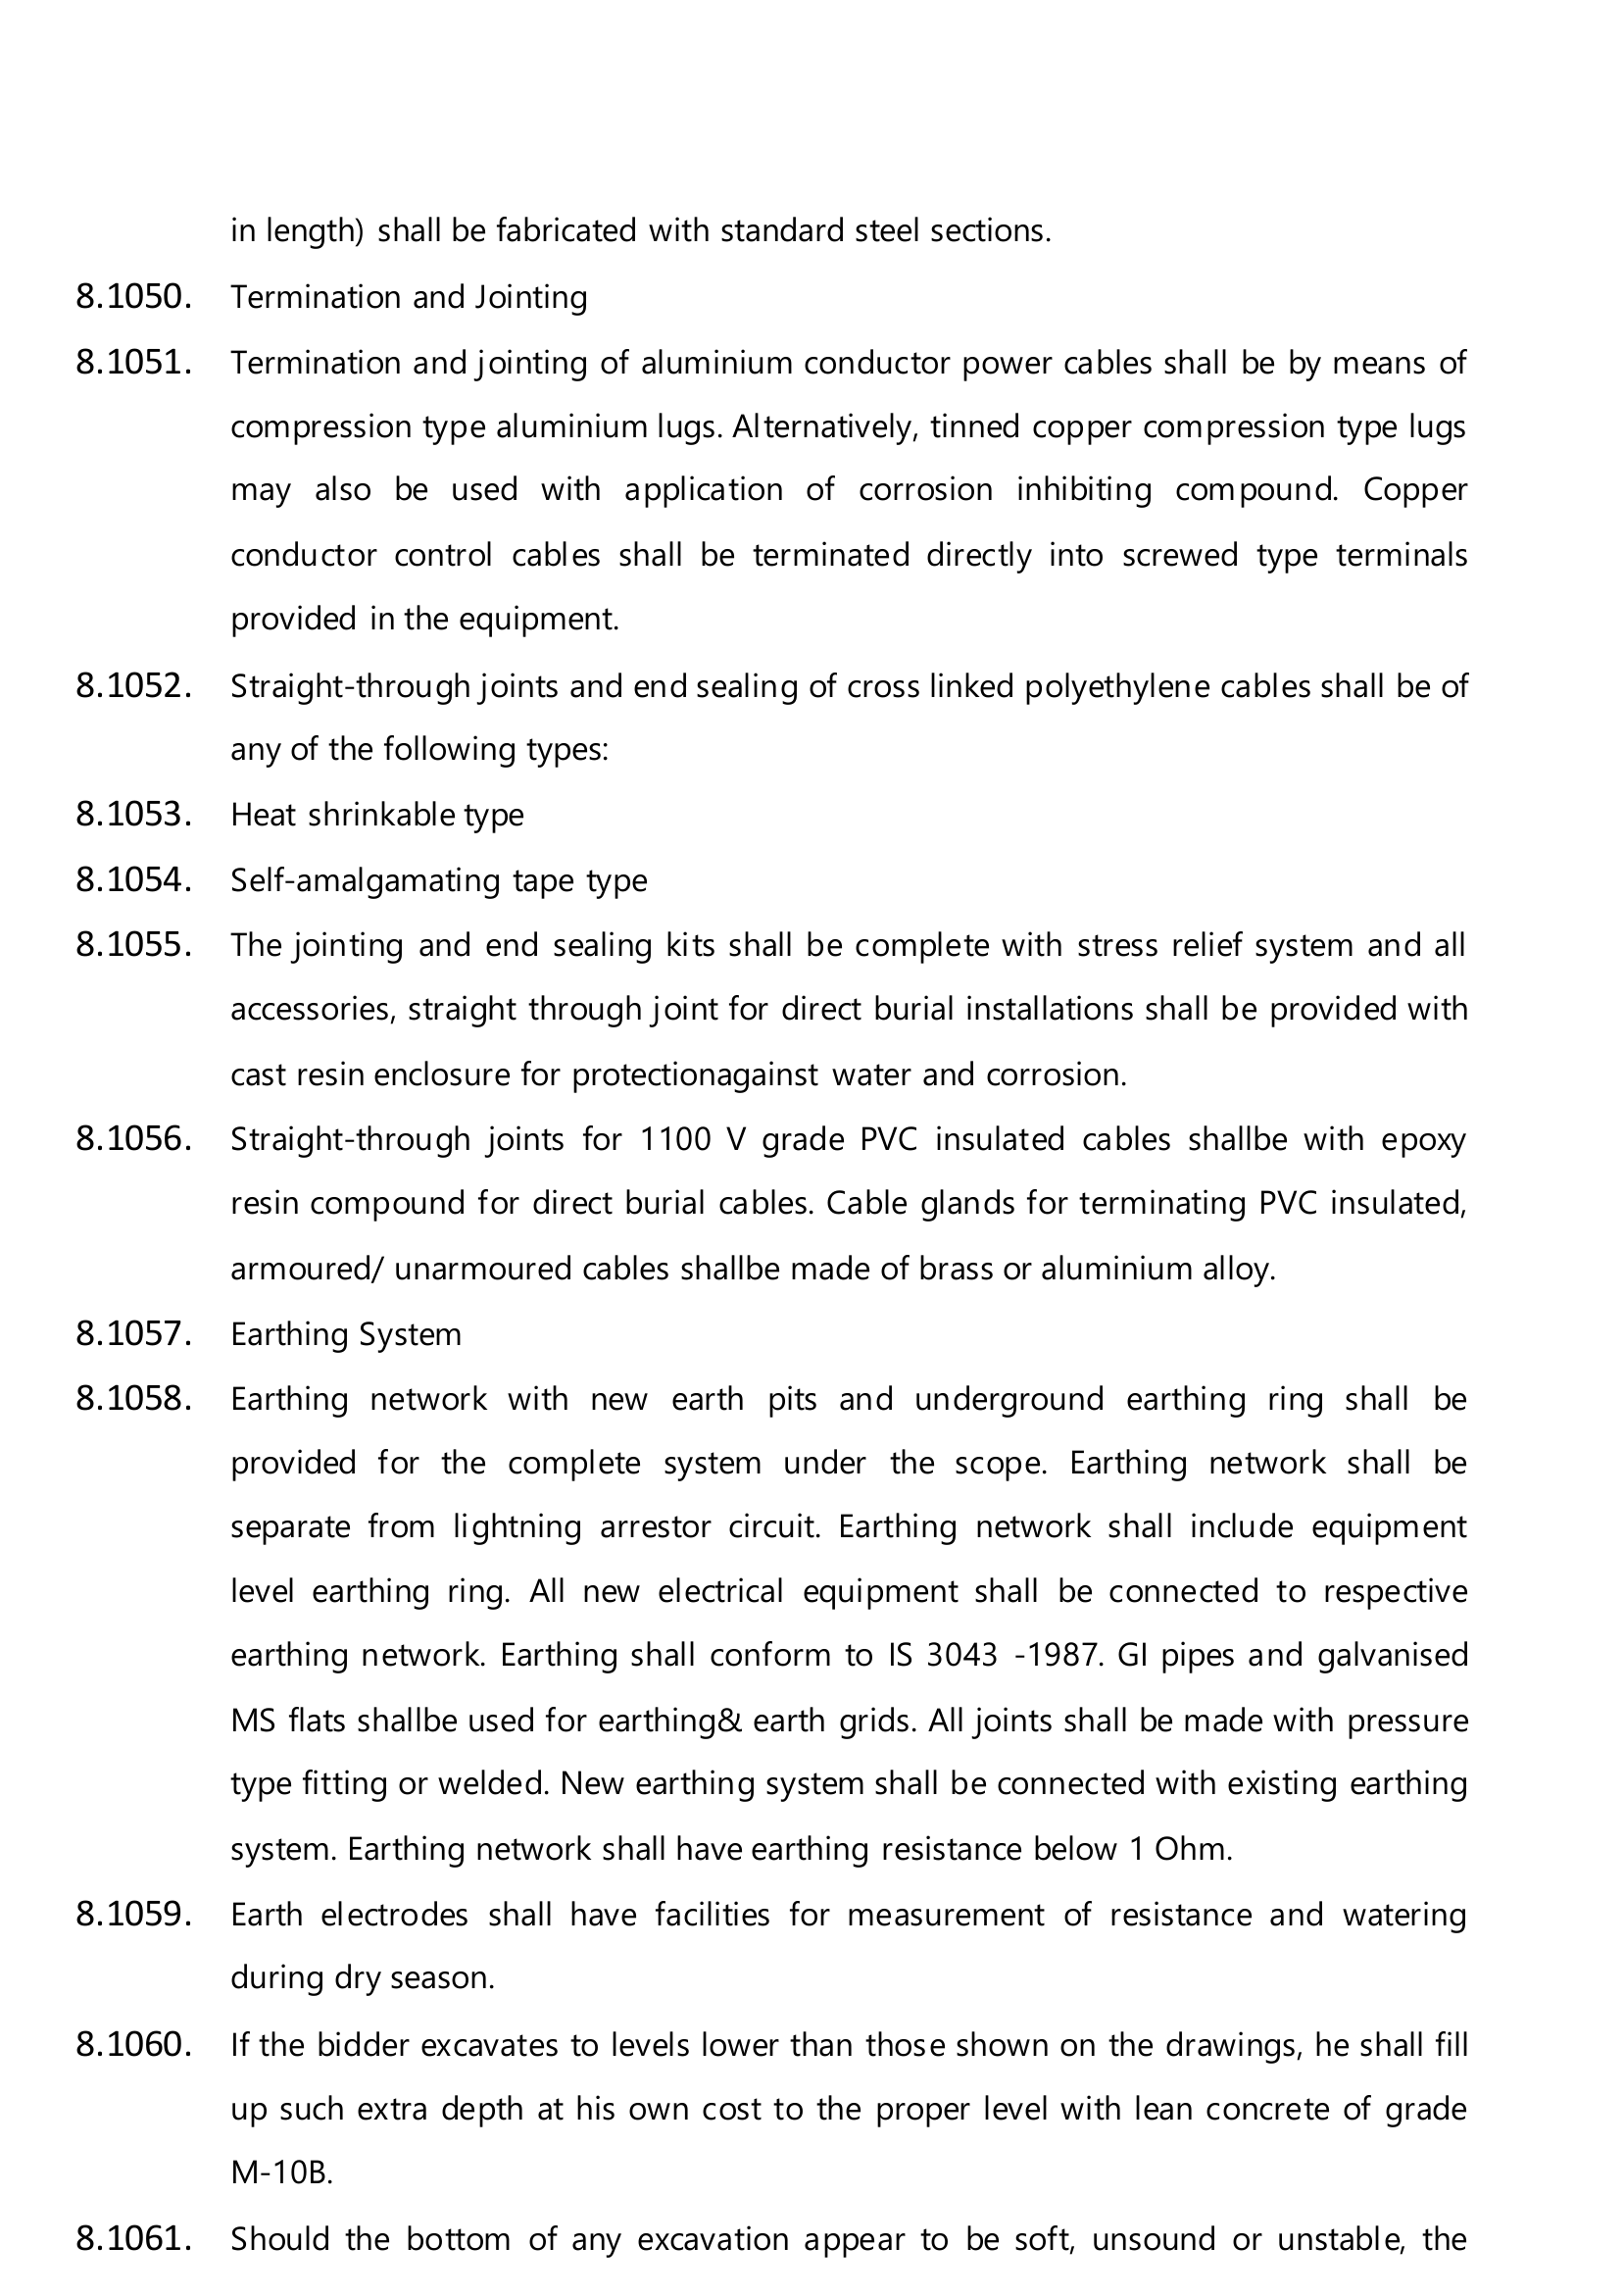 in length) shall be fabricated with standard steel sections.
8.1050. Termination and Jointing
8.1051. Termination and jointing of aluminium conductor power cables shall be by means of
compression type aluminium lugs. Alternatively, tinned copper compression type lugs
may also be used with application of corrosion inhibiting compound. Copper
conductor control cables shall be terminated directly into screwed type terminals
provided in the equipment.
8.1052. Straight-through joints and end sealing of cross linked polyethylene cables shall be of
any of the following types:
8.1053. Heat shrinkable type
8.1054. Self-amalgamating tape type
8.1055. The jointing and end sealing kits shall be complete with stress relief system and all
accessories, straight through joint for direct burial installations shall be provided with
cast resin enclosure for protectionagainst water and corrosion.
8.1056. Straight-through joints for 1100 V grade PVC insulated cables shallbe with epoxy
resin compound for direct burial cables. Cable glands for terminating PVC insulated,
armoured/ unarmoured cables shallbe made of brass or aluminium alloy.
8.1057. Earthing System
8.1058. Earthing network with new earth pits and underground earthing ring shall be
provided for the complete system under the scope. Earthing network shall be
separate from lightning arrestor circuit. Earthing network shall include equipment
level earthing ring. All new electrical equipment shall be connected to respective
earthing network. Earthing shall conform to IS 3043 -1987. GI pipes and galvanised
MS flats shallbe used for earthing& earth grids. All joints shall be made with pressure
type fitting or welded. New earthing system shall be connected with existing earthing
system. Earthing network shall have earthing resistance below 1 Ohm.
8.1059. Earth electrodes shall have facilities for measurement of resistance and watering
during dry season.
8.1060. If the bidder excavates to levels lower than those shown on the drawings, he shall fill
up such extra depth at his own cost to the proper level with lean concrete of grade
M-10B.
8.1061. Should the bottom of any excavation appear to be soft, unsound or unstable, the